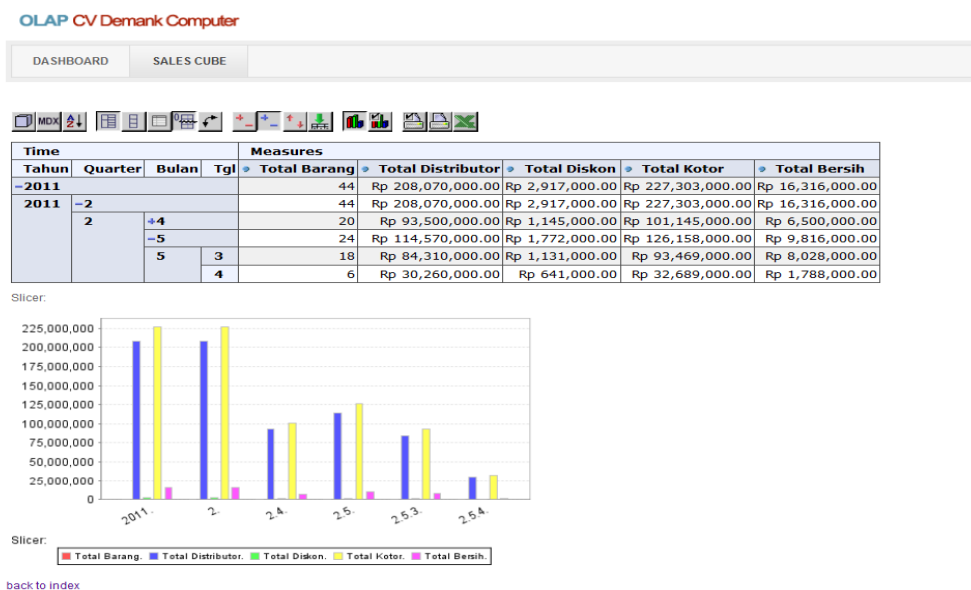 OLAP CV Demank Computer
DASHBOARD SALES CUBE
MDX
Time Measures
Tahun Quarter Bulan Tgl Total Barang Total Distributor Total Diskon Total Kotor Total Bersih
-2011 44 Rp 208,070,000.00 Rp 2,917,000.00 Rp 227,303,000.00 Rp 16,316,000.00
2011 -2 44 Rp 208,070,000.00 Rp 2,917,000.00 Rp 227,303,000.00 Rp 16,316,000.00
2 +4 20 Rp 93,500,000.00 Rp 1,145,000.00 Rp 101,145,000.00 Rp 6,500,000.00
-5 24 Rp 114,570,000.00 Rp 1,772,000.00 Rp 126,158,000.00 Rp 9,816,000.00
5 3 18 Rp 84,310,000.00 Rp 1,131,000.00 Rp 93,469,000.00 Rp 8,028,000.00
4 6 Rp 30,260,000.00 Rp 641,000.00 Rp 32,689,000.00 Rp 1,788,000.00
Slicer:
225,000,000
200,000,000
175,000,000
150,000,000
125,000,000
100,000,000
75,000,000
50,000,000
25,000,000
0
2011. 2. 2.4. 2.5. 2.5.3. 2.5.4.
Slicer:
Total Barang. Total Distributor. Total Diskon. Total Kotor. Total Bersih.
back to index